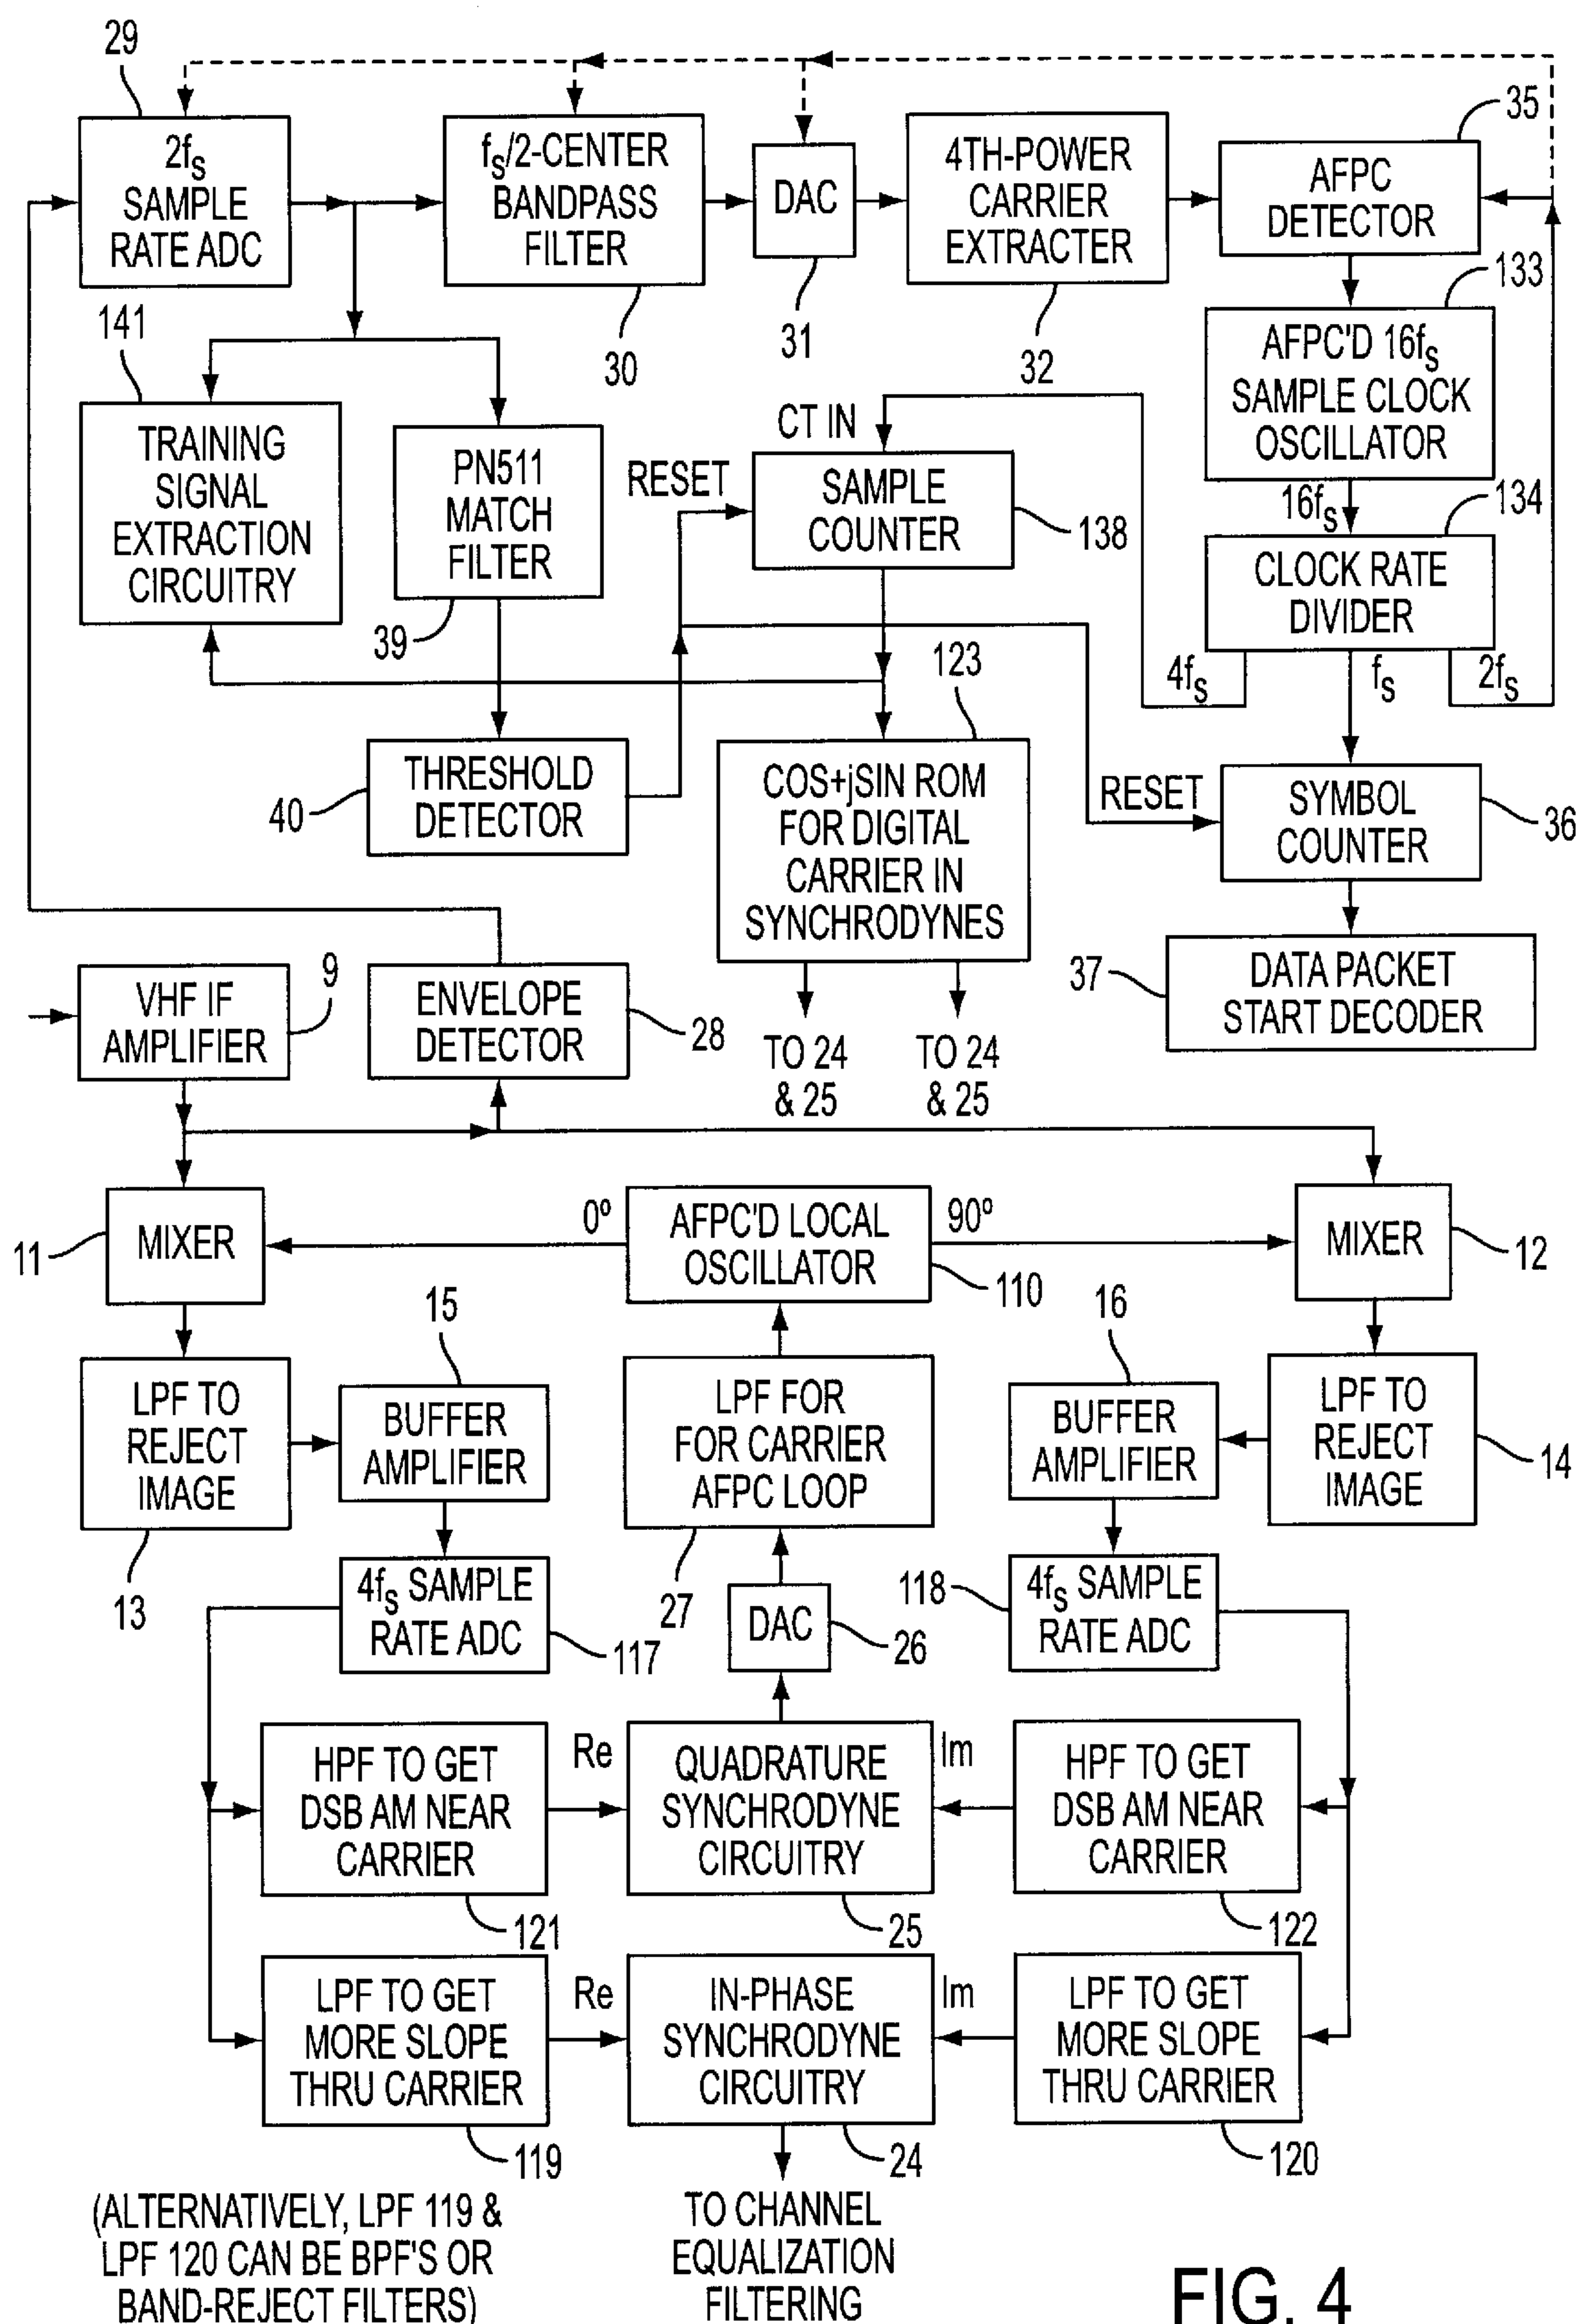 29
2fs
SAMPLE
RATE ADC
fs/2-CENTER
BANDPASS
FILTER
30
DAC
31
4TH-POWER
CARRIER
EXTRACTER
32
AFPC
DETECTOR
35
141
TRAINING
SIGNAL
EXTRACTION
CIRCUITRY
PN511
MATCH
FILTER
39
CT IN
RESET
SAMPLE
COUNTER
138
133
AFPC'D 16fs
SAMPLE CLOCK
OSCILLATOR
16fs
134
CLOCK RATE
DIVIDER
4fs
fs
2fs
THRESHOLD
DETECTOR
40
123
COS+jSIN ROM
FOR DIGITAL
CARRIER IN
SYNCHRODYNES
TO 24
& 25
TO 24
& 25
RESET
SYMBOL
COUNTER
36
37
DATA PACKET
START DECODER
VHF IF
AMPLIFIER
9
ENVELOPE
DETECTOR
28
11
MIXER
0º
AFPC'D LOCAL
OSCILLATOR
110
90º
MIXER
12
LPF TO
REJECT
IMAGE
13
15
BUFFER
AMPLIFIER
LPF FOR
FOR CARRIER
AFPC LOOP
27
16
BUFFER
AMPLIFIER
LPF TO
REJECT
IMAGE
14
4fs SAMPLE
RATE ADC
117
DAC
26
118
4fs SAMPLE
RATE ADC
HPF TO GET
DSB AM NEAR
CARRIER
121
Re
QUADRATURE
SYNCHRODYNE
CIRCUITRY
25
Im
HPF TO GET
DSB AM NEAR
CARRIER
122
LPF TO GET
MORE SLOPE
THRU CARRIER
119
Re
IN-PHASE
SYNCHRODYNE
CIRCUITRY
24
Im
LPF TO GET
MORE SLOPE
THRU CARRIER
120
(ALTERNATIVELY, LPF 119 &
LPF 120 CAN BE BPF'S OR
BAND-REJECT FILTERS)
TO CHANNEL
EQUALIZATION
FILTERING
FIG. 4